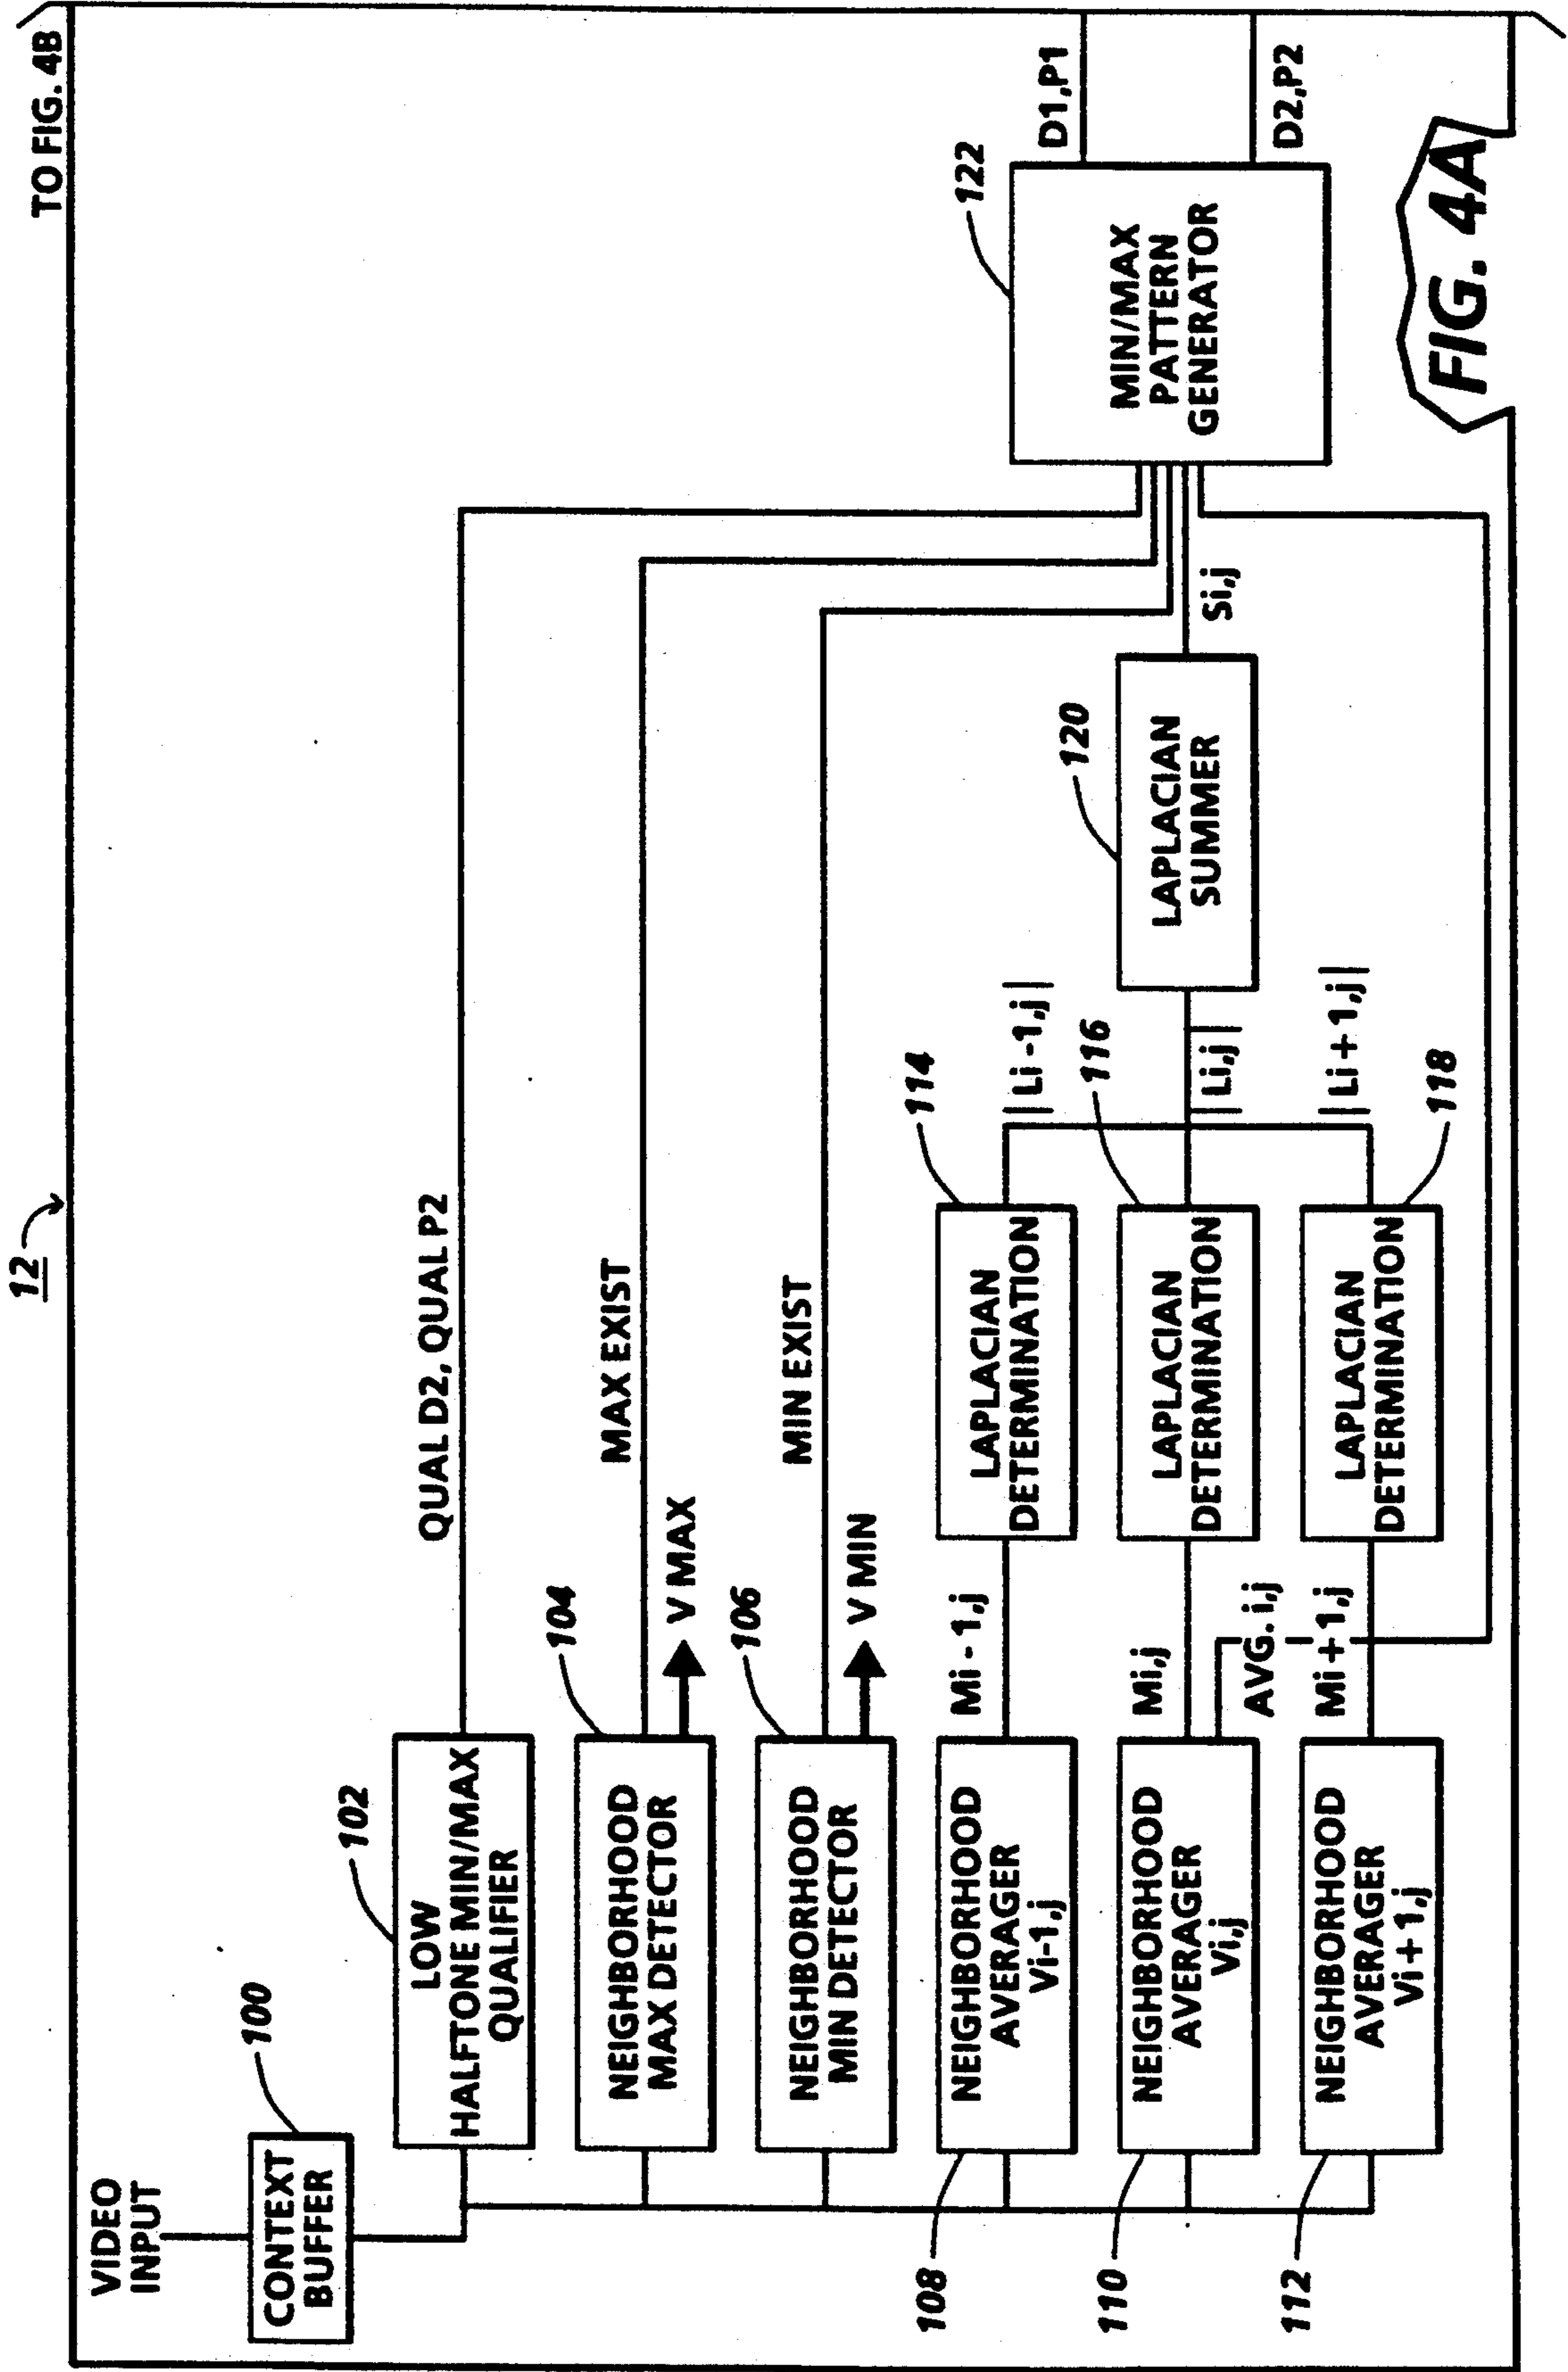 12
TO FIG. 4B
VIDEO
INPUT
CONTEXT
BUFFER
100
LOW
HALFTONE MIN/MAX
QUALIFIER
102
QUAL D2, QUAL P2
NEIGHBORHOOD
MAX DETECTOR
104
MAX EXIST
V MAX
NEIGHBORHOOD
MIN DETECTOR
106
MIN EXIST
V MIN
NEIGHBORHOOD
AVERAGER
Vi-1,j
108
Mi - 1,j
LAPLACIAN
DETERMINATION
114
|Li -1,j|
NEIGHBORHOOD
AVERAGER
Vi,j
110
Mi,j
AVG. i,j
LAPLACIAN
DETERMINATION
116
|Li,j|
NEIGHBORHOOD
AVERAGER
Vi + 1,j
112
Mi + 1,j
LAPLACIAN
DETERMINATION
118
|Li + 1,j|
LAPLACIAN
SUMMER
120
Si,j
MIN/MAX
PATTERN
GENERATOR
122
D1,P1
D2,P2
FIG. 4A